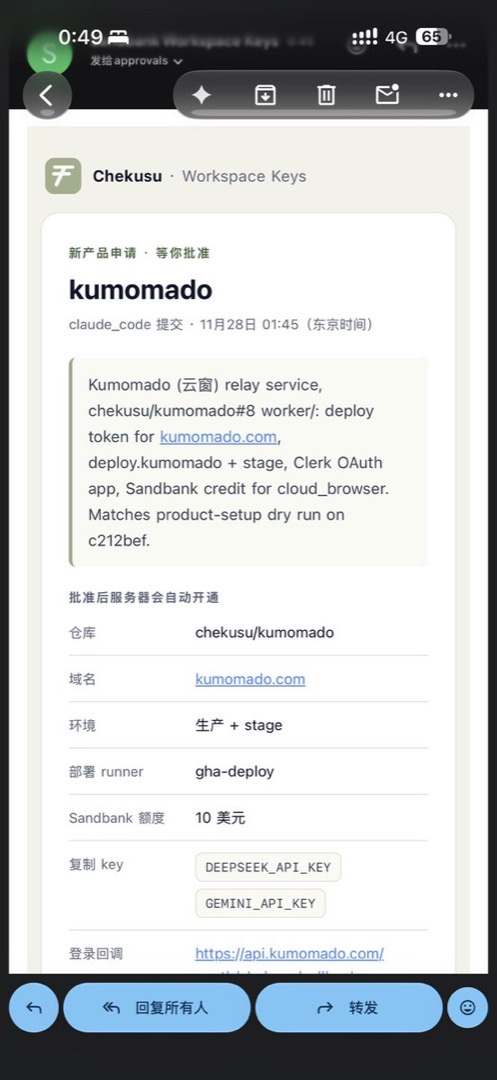 0:49
4G 65
S
发给 approvals
Chekusu · Workspace Keys
新产品申请 · 等你批准
kumomado
claude_code 提交 · 11月28日 01:45（东京时间）
Kumomado (云窗) relay service,
chekusu/kumomado#8 worker/: deploy
token for kumomado.com,
deploy.kumomado + stage, Clerk OAuth
app, Sandbank credit for cloud_browser.
Matches product-setup dry run on
c212bef.
批准后服务器会自动开通
仓库 chekusu/kumomado
域名 kumomado.com
环境 生产 + stage
部署 runner gha-deploy
Sandbank 额度 10 美元
复制 key DEEPSEEK_API_KEY
GEMINI_API_KEY
登录回调 https://api.kumomado.com/
回复所有人 转发